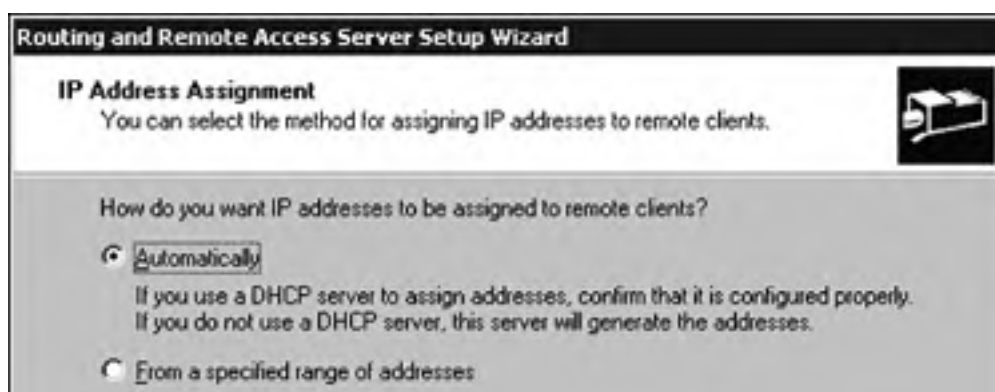 Routing and Remote Access Server Setup Wizard
IP Address Assignment
You can select the method for assigning IP addresses to remote clients.
How do you want IP addresses to be assigned to remote clients?
Automatically
If you use a DHCP server to assign addresses, confirm that it is configured properly.
If you do not use a DHCP server, this server will generate the addresses.
From a specified range of addresses